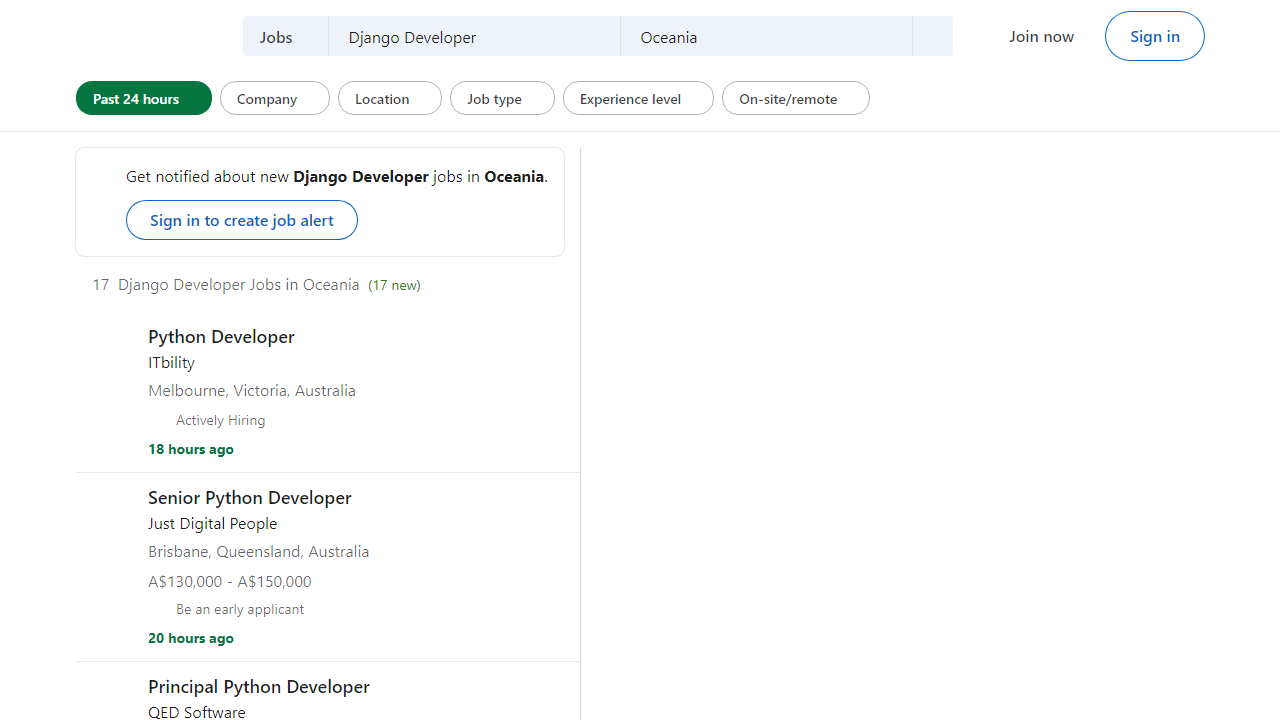 Jobs Django Developer Oceania Join now Sign in
Past 24 hours Company Location Job type Experience level On-site/remote
Get notified about new Django Developer jobs in Oceania.
Sign in to create job alert
17 Django Developer Jobs in Oceania (17 new)
Python Developer
ITbility
Melbourne, Victoria, Australia
Actively Hiring
18 hours ago
Senior Python Developer
Just Digital People
Brisbane, Queensland, Australia
A$130,000 - A$150,000
Be an early applicant
20 hours ago
Principal Python Developer
QED Software